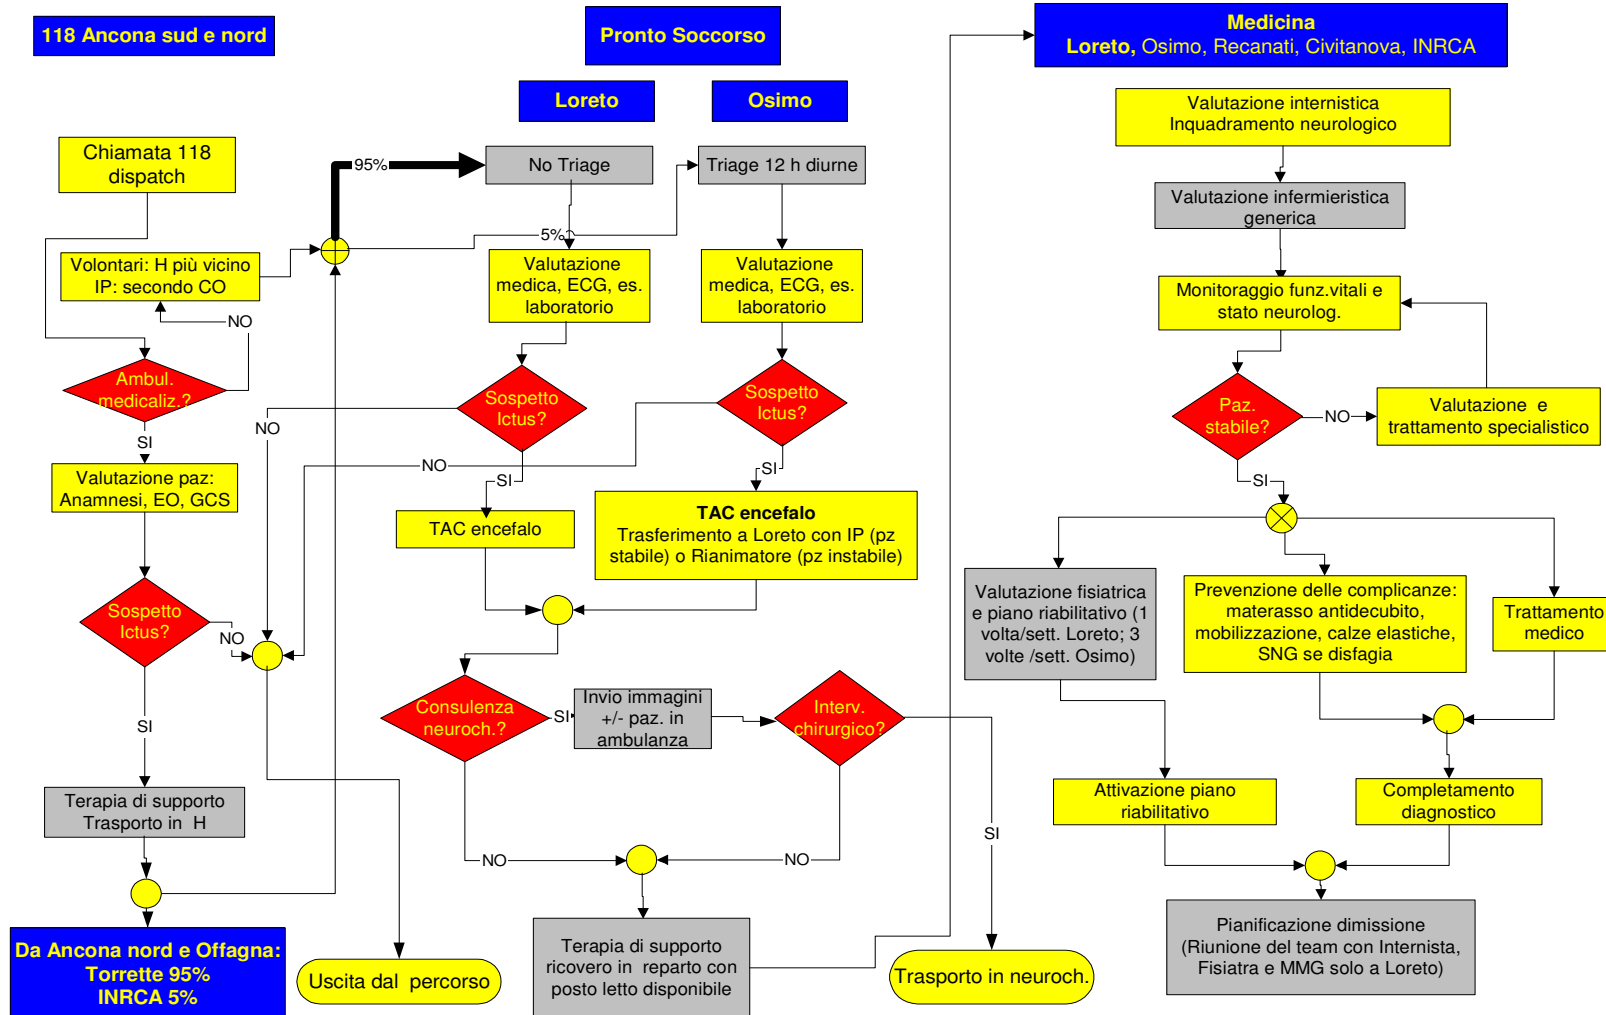 118 Ancona sud e nord
Chiamata 118
dispatch
Volontari: H più vicino
IP: secondo CO
NO
Ambul.
medicaliz.?
SI
Valutazione paz:
Anamnesi, EO, GCS
Sospetto
Ictus?
NO
SI
Terapia di supporto
Trasporto in H
Da Ancona nord e Offagna:
Torrette 95%
INRCA 5%
Pronto Soccorso
Loreto
Osimo
95%
5%
No Triage
Triage 12 h diurne
Valutazione
medica, ECG, es.
laboratorio
Valutazione
medica, ECG, es.
laboratorio
Sospetto
Ictus?
Sospetto
Ictus?
NO
NO
SI
SI
TAC encefalo
TAC encefalo
Trasferimento a Loreto con IP (pz
stabile) o Rianimatore (pz instabile)
Consulenza
neuroch.?
SI
Invio immagini
+/- paz. in
ambulanza
Interv.
chirurgico?
NO
NO
SI
Terapia di supporto
ricovero in reparto con
posto letto disponibile
Uscita dal percorso
Trasporto in neuroch.
Medicina
Loreto, Osimo, Recanati, Civitanova, INRCA
Valutazione internistica
Inquadramento neurologico
Valutazione infermieristica
generica
Monitoraggio funz.vitali e
stato neurolog.
Paz.
stabile?
NO
Valutazione e
trattamento specialistico
SI
Valutazione fisiatrica
e piano riabilitativo (1
volta/sett. Loreto; 3
volte /sett. Osimo)
Prevenzione delle complicanze:
materasso antidecubito,
mobilizzazione, calze elastiche,
SNG se disfagia
Trattamento
medico
Attivazione piano
riabilitativo
Completamento
diagnostico
Pianificazione dimissione
(Riunione del team con Internista,
Fisiatra e MMG solo a Loreto)